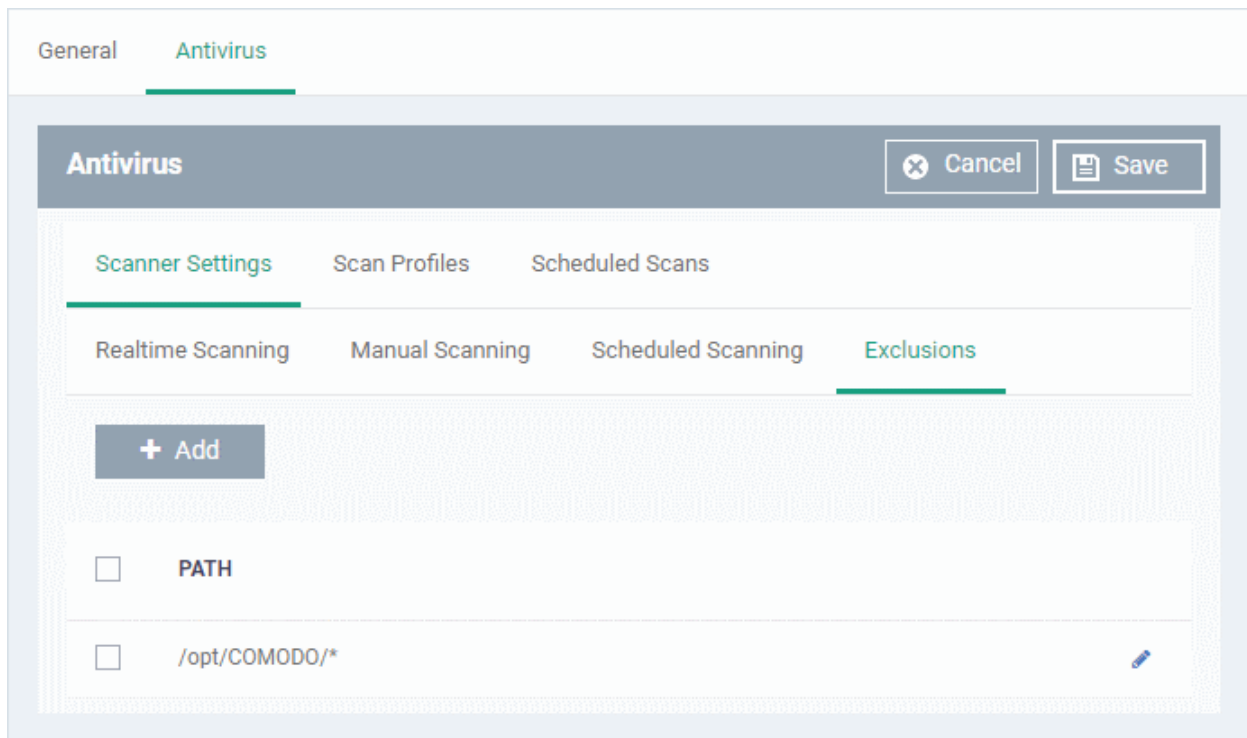 General Antivirus
Antivirus Cancel Save
Scanner Settings Scan Profiles Scheduled Scans
Realtime Scanning Manual Scanning Scheduled Scanning Exclusions
+ Add
PATH
/opt/COMODO/*